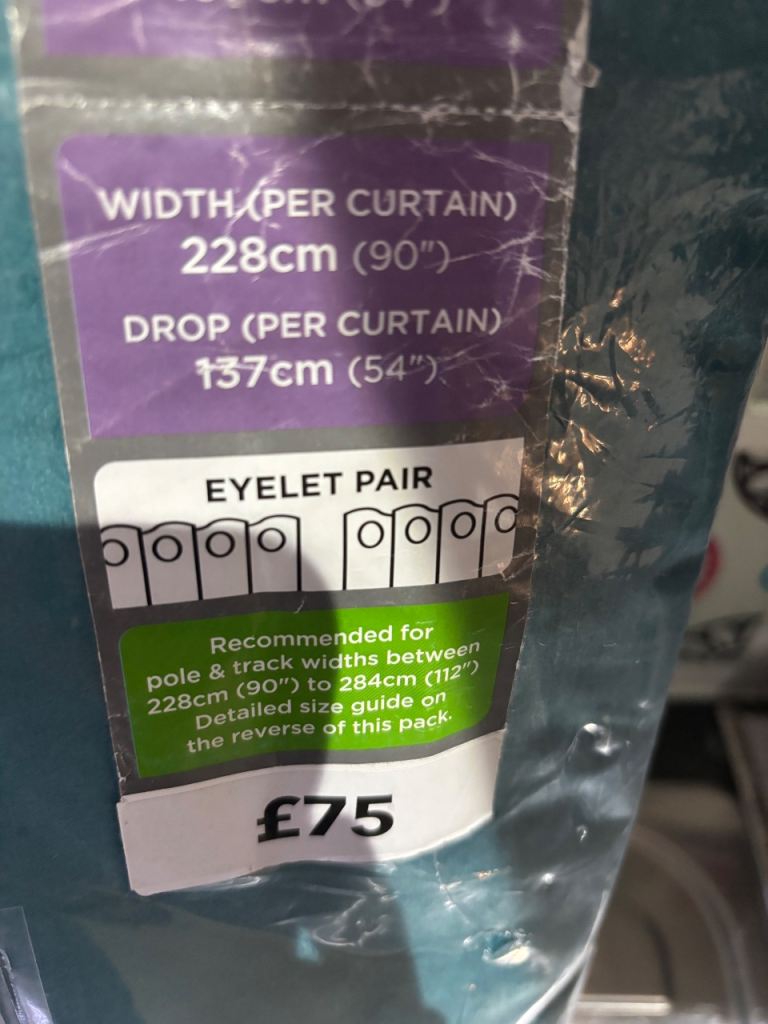 WIDTH (PER CURTAIN)
228cm (90")
DROP (PER CURTAIN)
137cm (54")
EYELET PAIR
Recommended for
pole & track widths between
228cm (90") to 284cm (112")
Detailed size guide on
the reverse of this pack.
£75